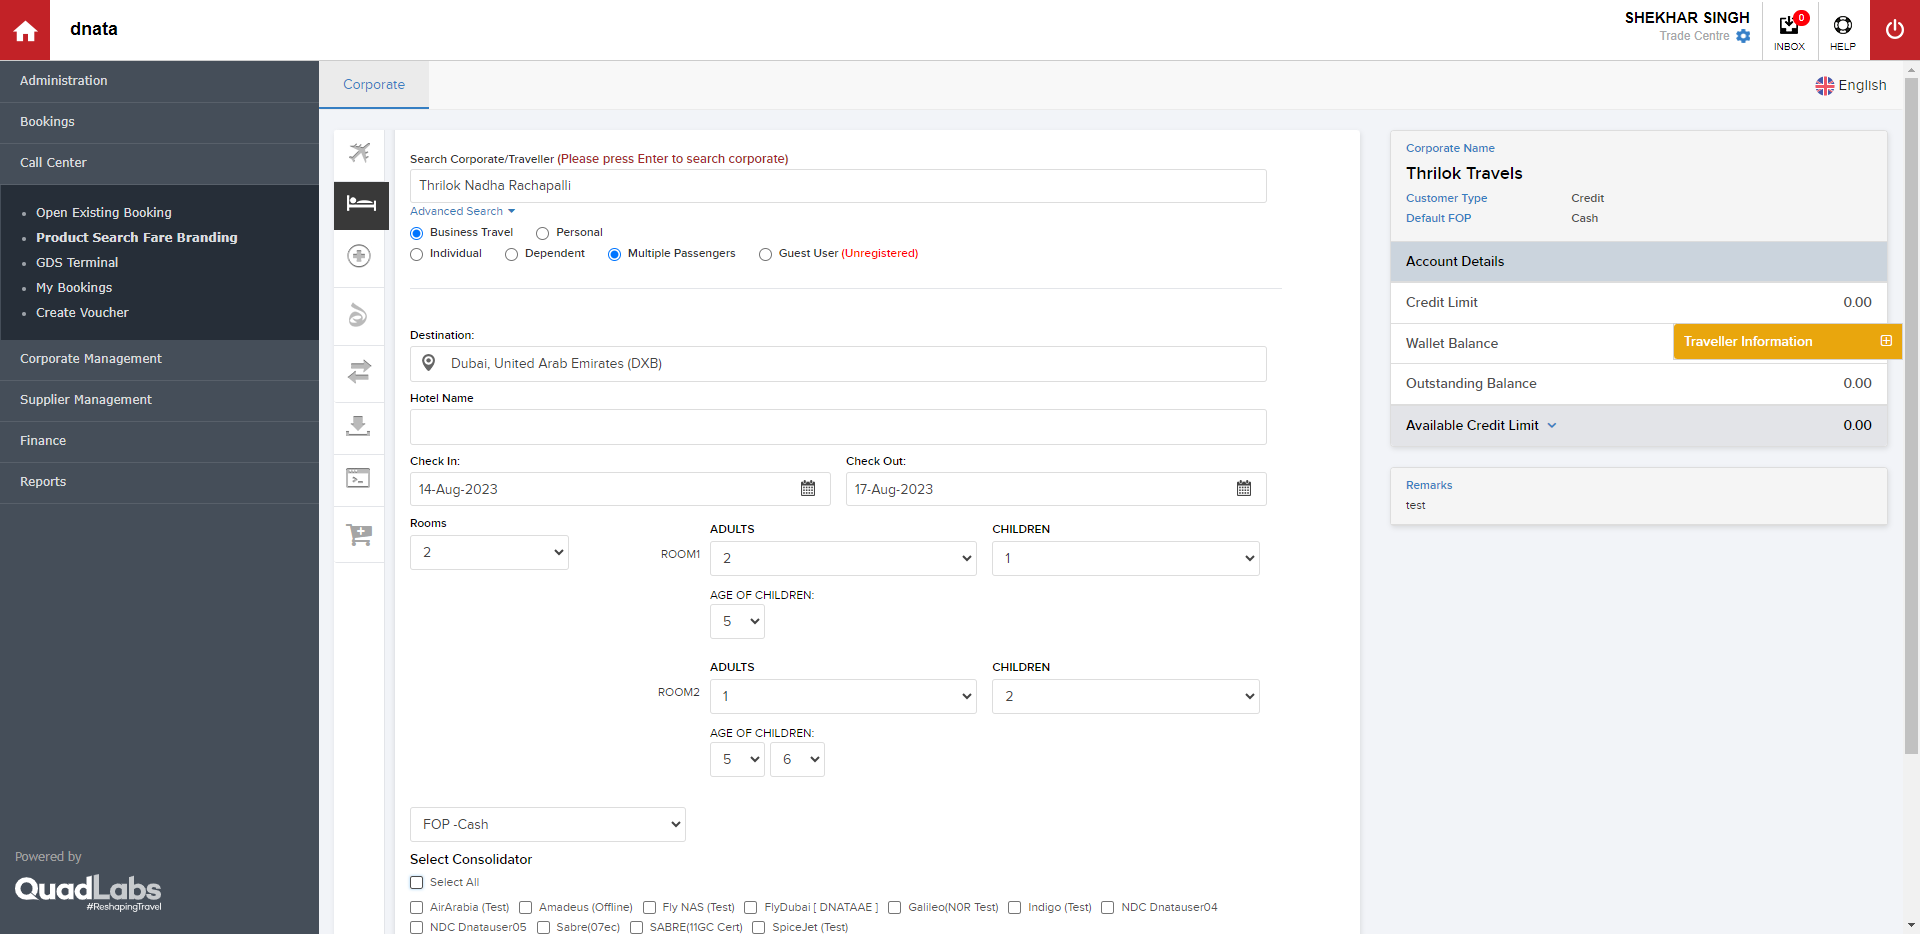 dnata
SHEKHAR SINGH
Trade Centre
0
INBOX
HELP
Administration
Bookings
Call Center
Open Existing Booking
Product Search Fare Branding
GDS Terminal
My Bookings
Create Voucher
Corporate Management
Supplier Management
Finance
Reports
Powered by
QuadLabs
#ReshapingTravel
Corporate
English
Search Corporate/Traveller (Please press Enter to search corporate)
Thrilok Nadha Rachapalli
Advanced Search
Business Travel Personal
Individual Dependent Multiple Passengers Guest User (Unregistered)
Destination:
Dubai, United Arab Emirates (DXB)
Hotel Name
Check In: Check Out:
14-Aug-2023 17-Aug-2023
Rooms ADULTS CHILDREN
2 ROOM1 2 1
AGE OF CHILDREN:
5
ADULTS CHILDREN
ROOM2 1 2
AGE OF CHILDREN:
5 6
FOP -Cash
Select Consolidator
Select All
AirArabia (Test) Amadeus (Offline) Fly NAS (Test) FlyDubai [ DNATAAE ] Galileo(N0R Test) Indigo (Test) NDC Dnatauser04
NDC Dnatauser05 Sabre(07ec) SABRE(11GC Cert) SpiceJet (Test)
Corporate Name
Thrilok Travels
Customer Type Credit
Default FOP Cash
Account Details
Credit Limit 0.00
Wallet Balance
Traveller Information
Outstanding Balance 0.00
Available Credit Limit 0.00
Remarks
test